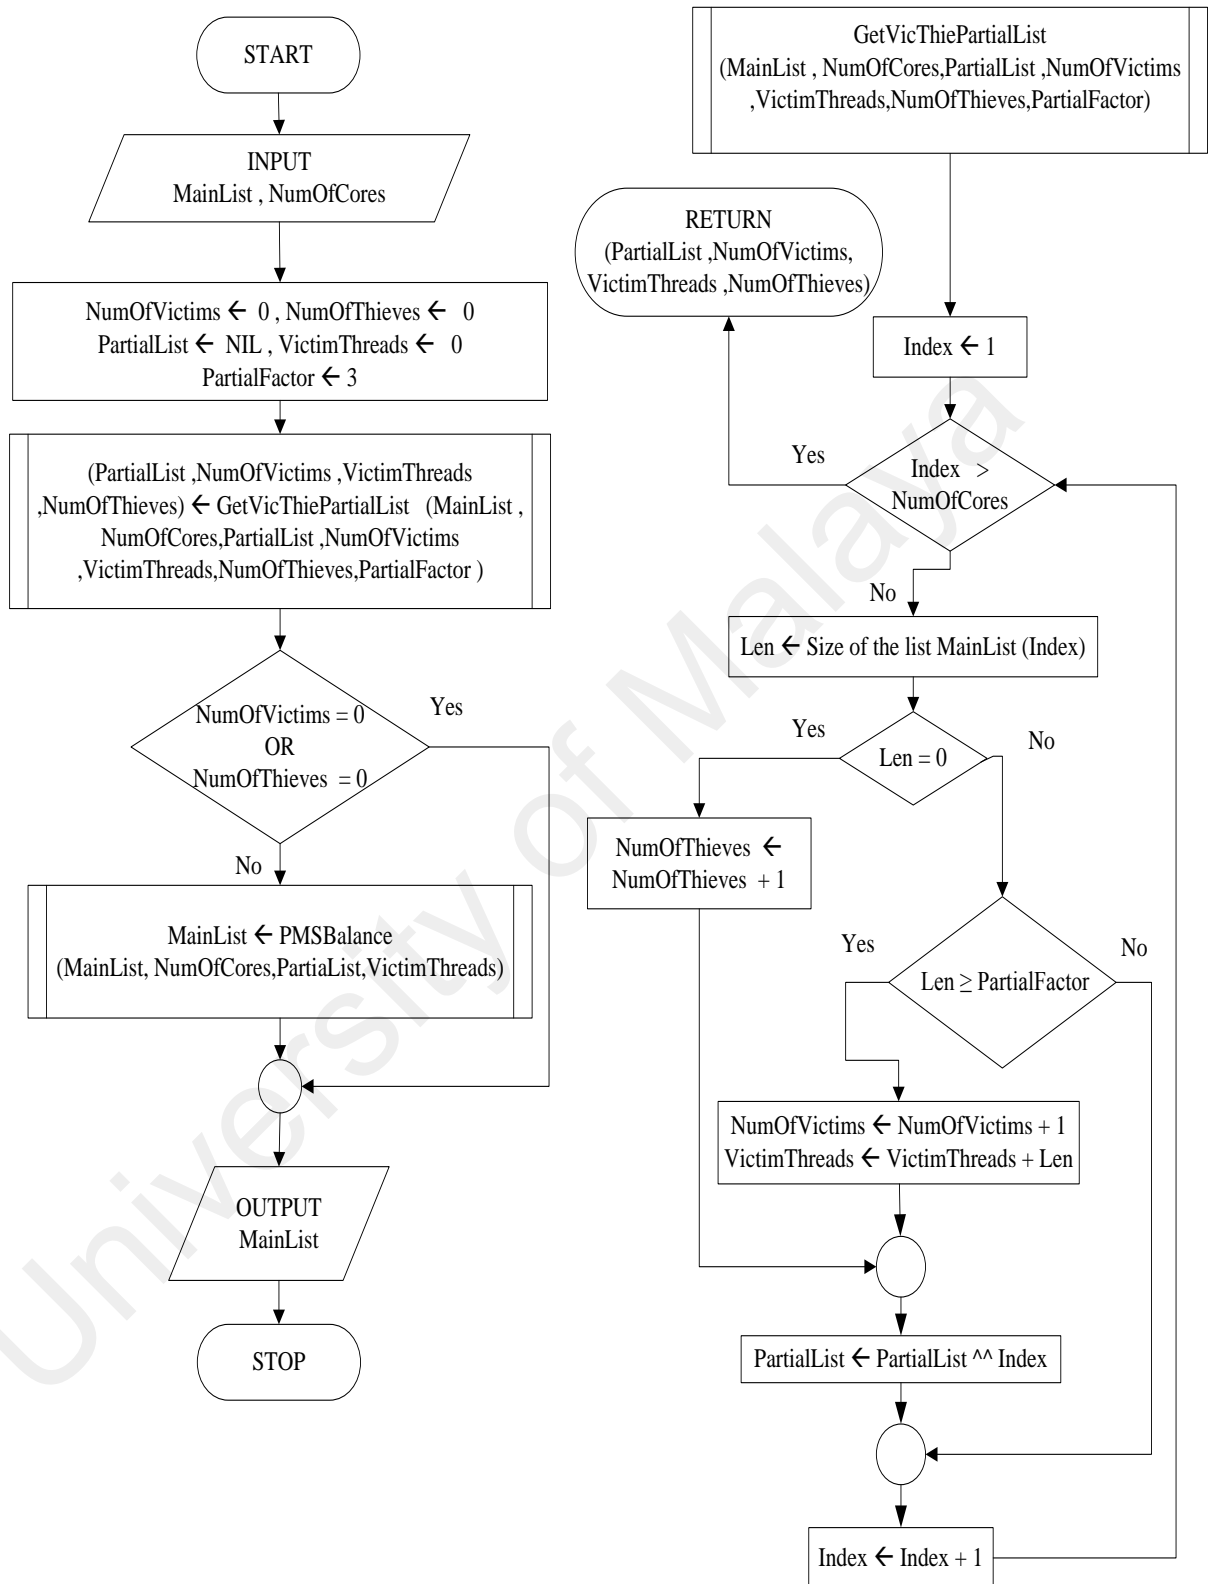 START
INPUT
MainList , NumOfCores
NumOfVictims ← 0 , NumOfThieves ← 0
PartialList ← NIL , VictimThreads ← 0
PartialFactor ← 3
(PartialList ,NumOfVictims ,VictimThreads
,NumOfThieves) ← GetVicThiePartialList (MainList ,
NumOfCores,PartialList ,NumOfVictims
,VictimThreads,NumOfThieves,PartialFactor )
NumOfVictims = 0
OR
NumOfThieves = 0
Yes
No
MainList ← PMSBalance
(MainList, NumOfCores,PartiaList,VictimThreads)
OUTPUT
MainList
STOP
GetVicThiePartialList
(MainList , NumOfCores,PartialList ,NumOfVictims
,VictimThreads,NumOfThieves,PartialFactor)
RETURN
(PartialList ,NumOfVictims,
VictimThreads ,NumOfThieves)
Index ← 1
Yes
Index >
NumOfCores
No
Len ← Size of the list MainList (Index)
Yes
Len = 0
No
NumOfThieves ←
NumOfThieves + 1
Yes
Len ≥ PartialFactor
No
NumOfVictims ← NumOfVictims + 1
VictimThreads ← VictimThreads + Len
PartialList ← PartialList ^^ Index
Index ← Index + 1
University of Malaya